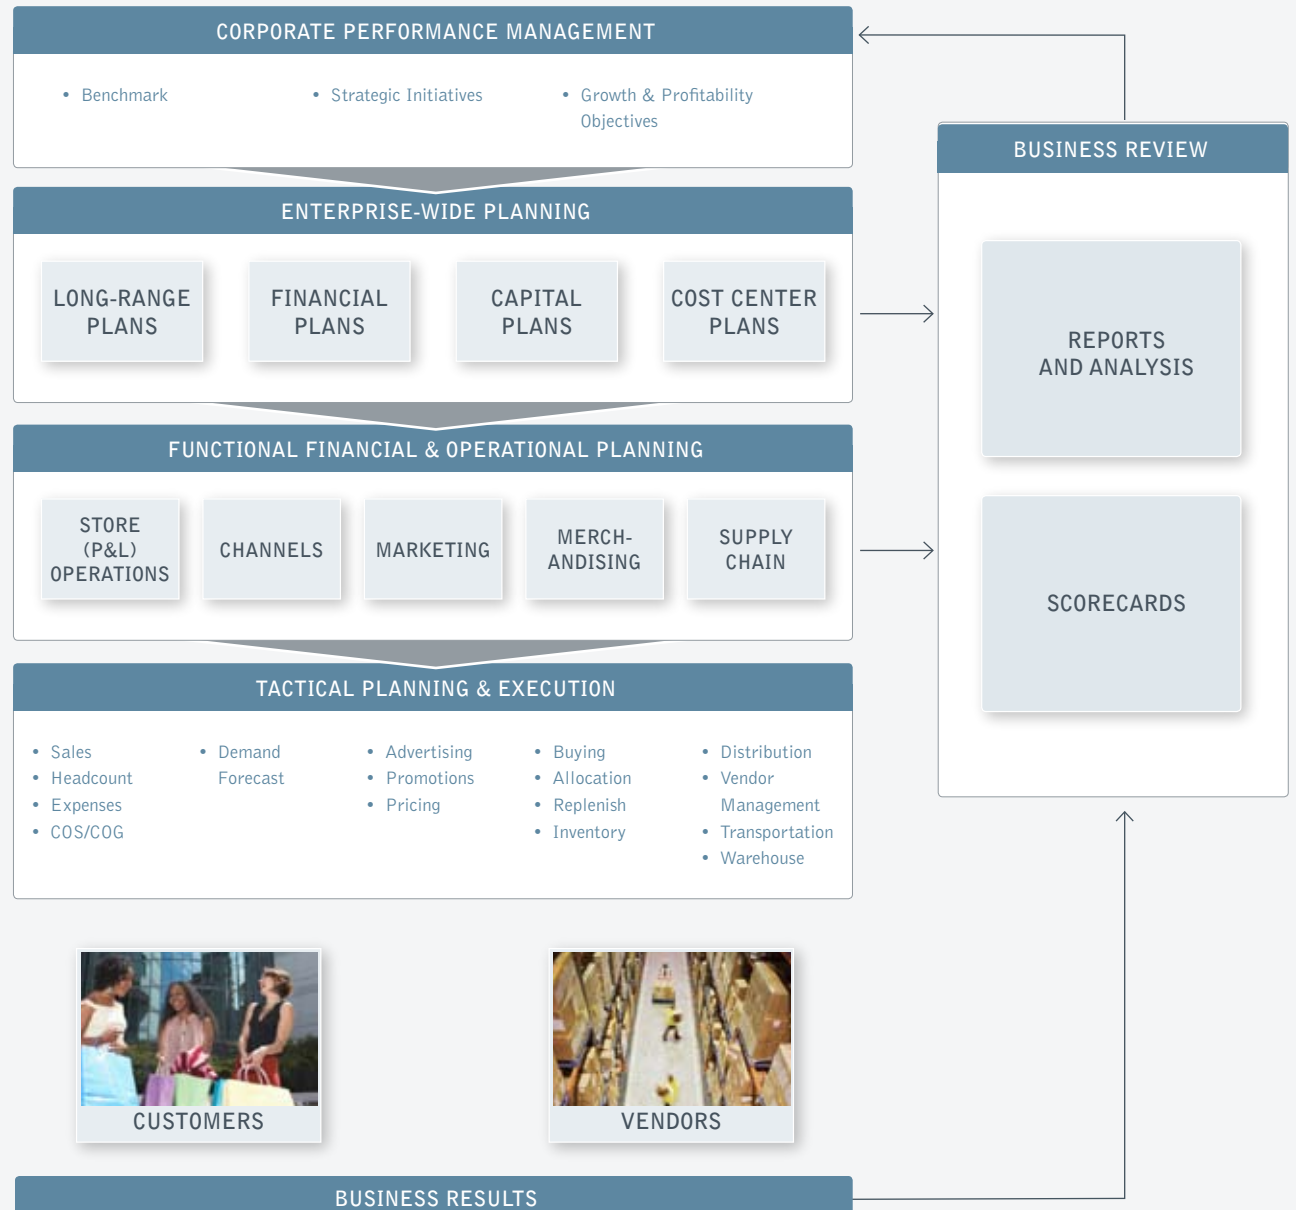 CORPORATE PERFORMANCE MANAGEMENT
• Benchmark
• Strategic Initiatives
• Growth & Profitability
Objectives
ENTERPRISE-WIDE PLANNING
LONG-RANGE
PLANS
FINANCIAL
PLANS
CAPITAL
PLANS
COST CENTER
PLANS
FUNCTIONAL FINANCIAL & OPERATIONAL PLANNING
STORE
(P&L)
OPERATIONS
CHANNELS
MARKETING
MERCH-
ANDISING
SUPPLY
CHAIN
TACTICAL PLANNING & EXECUTION
• Sales
• Headcount
• Expenses
• COS/COG
• Demand
Forecast
• Advertising
• Promotions
• Pricing
• Buying
• Allocation
• Replenish
• Inventory
• Distribution
• Vendor
Management
• Transportation
• Warehouse
CUSTOMERS
VENDORS
BUSINESS RESULTS
BUSINESS REVIEW
REPORTS
AND ANALYSIS
SCORECARDS